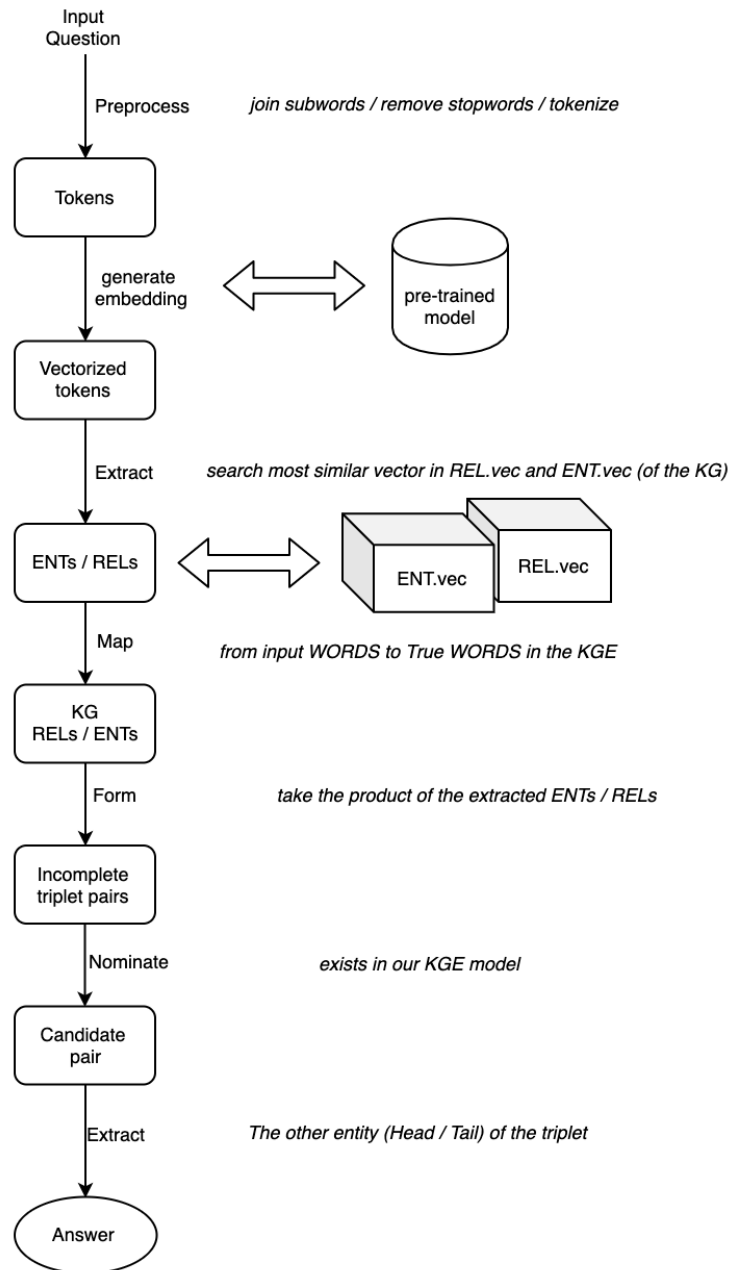 Input
Question
Preprocess
join subwords / remove stopwords / tokenize
Tokens
generate
embedding
pre-trained
model
Vectorized
tokens
Extract
search most similar vector in REL.vec and ENT.vec (of the KG)
ENTs / RELs
ENT.vec
REL.vec
Map
from input WORDS to True WORDS in the KGE
KG
RELs / ENTs
Form
take the product of the extracted ENTs / RELs
Incomplete
triplet pairs
Nominate
exists in our KGE model
Candidate
pair
Extract
The other entity (Head / Tail) of the triplet
Answer